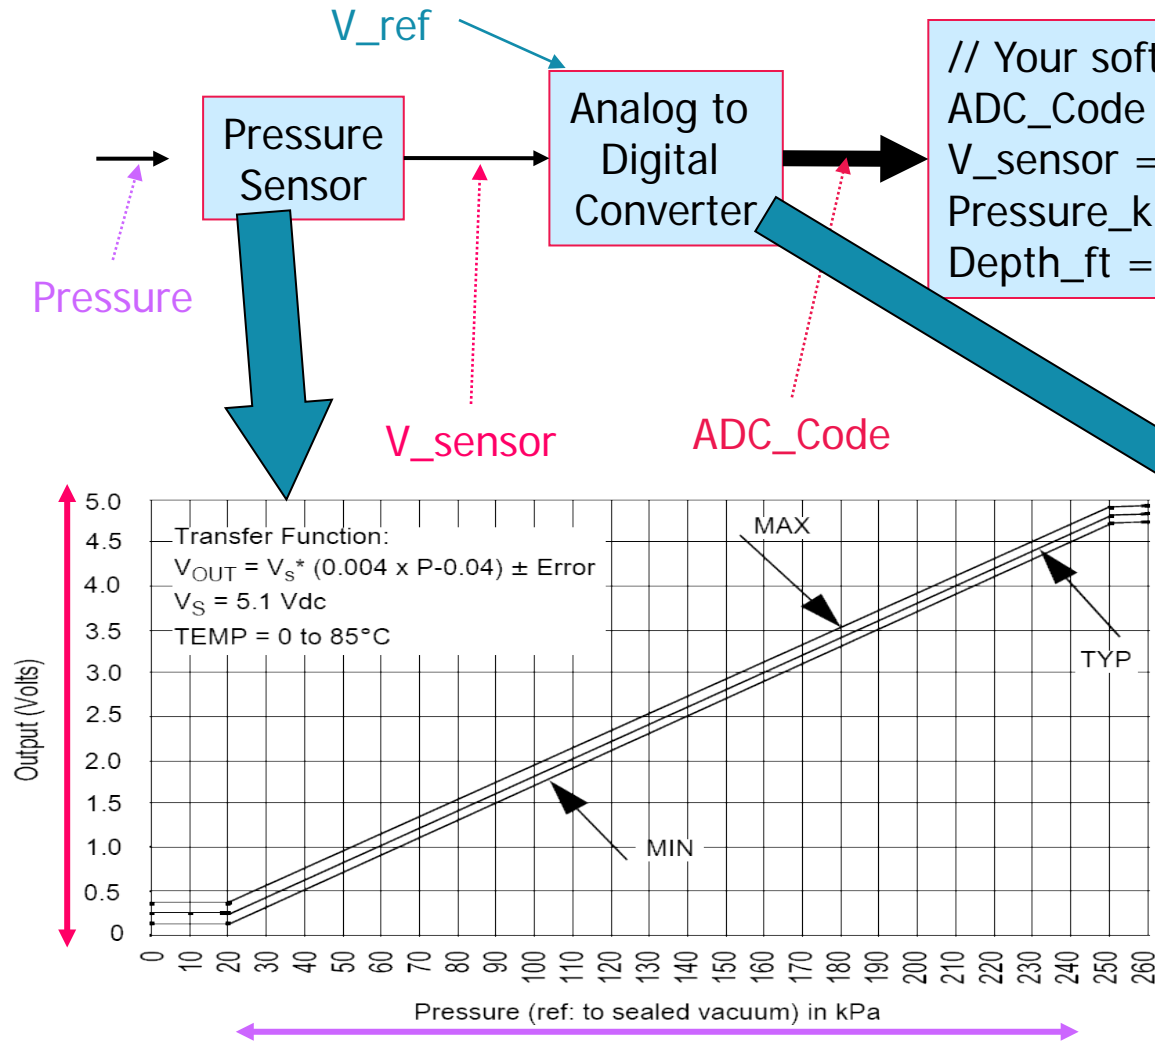 V_ref
Pressure
Sensor
Analog to
Digital
Converter
// Your soft
ADC_Code
V_sensor =
Pressure_k
Depth_ft =
Pressure
V_sensor
ADC_Code
Transfer Function:
V_OUT = V_s* (0.004 x P-0.04) ± Error
V_S = 5.1 Vdc
TEMP = 0 to 85°C
MAX
TYP
MIN
Output (Volts)
5.0
4.5
4.0
3.5
3.0
2.5
2.0
1.5
1.0
0.5
0
0 10 20 30 40 50 60 70 80 90 100 110 120 130 140 150 160 170 180 190 200 210 220 230 240 250 260
Pressure (ref: to sealed vacuum) in kPa